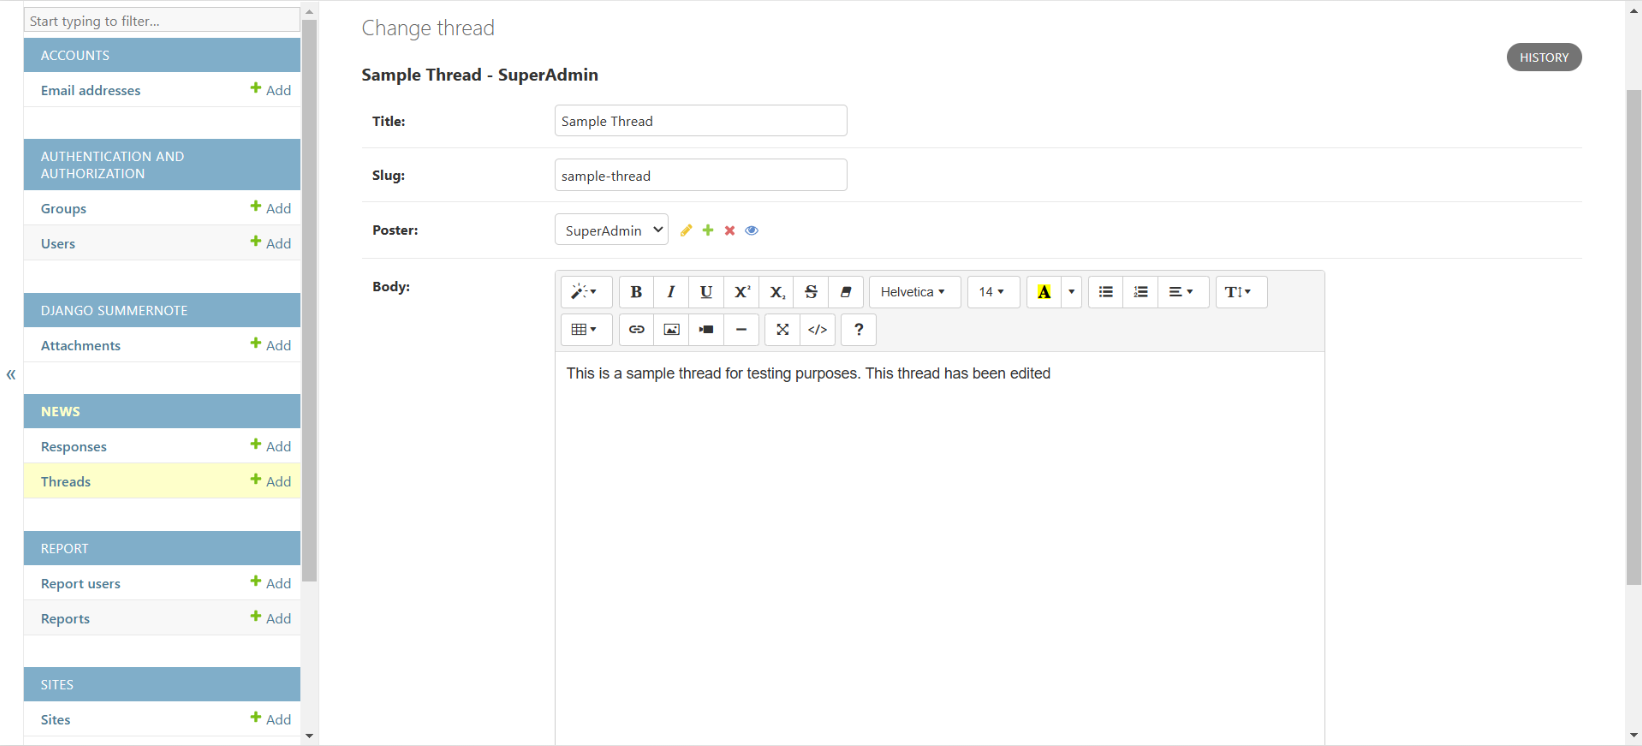 Start typing to filter...
ACCOUNTS
Email addresses Add
AUTHENTICATION AND
AUTHORIZATION
Groups Add
Users Add
DJANGO SUMMERNOTE
Attachments Add
«
NEWS
Responses Add
Threads Add
REPORT
Report users Add
Reports Add
SITES
Sites Add
Change thread
HISTORY
Sample Thread - SuperAdmin
Title: Sample Thread
Slug: sample-thread
Poster: SuperAdmin
Body:
B I U X² X₂ S Helvetica 14 A T
</> ?
This is a sample thread for testing purposes. This thread has been edited